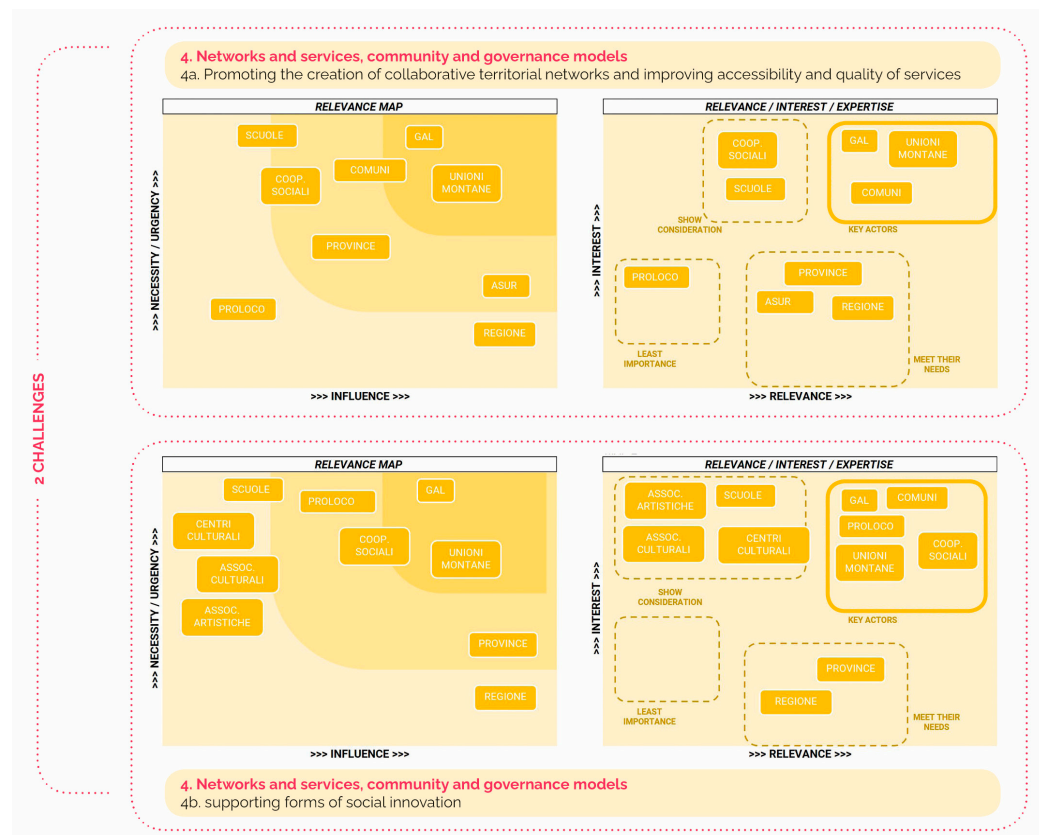 2 CHALLENGES
4. Networks and services, community and governance models
4a. Promoting the creation of collaborative territorial networks and improving accessibility and quality of services
RELEVANCE MAP
>>> NECESSITY / URGENCY >>>
SCUOLE
GAL
COOP.
SOCIALI
COMUNI
UNIONI
MONTANE
PROVINCE
ASUR
PROLOCO
REGIONE
>>> INFLUENCE >>>
RELEVANCE / INTEREST / EXPERTISE
>>> INTEREST >>>
COOP.
SOCIALI
SCUOLE
SHOW
CONSIDERATION
GAL
UNIONI
MONTANE
COMUNI
KEY ACTORS
PROLOCO
LEAST
IMPORTANCE
PROVINCE
ASUR
REGIONE
MEET THEIR
NEEDS
>>> RELEVANCE >>>
RELEVANCE MAP
>>> NECESSITY / URGENCY >>>
SCUOLE
PROLOCO
GAL
CENTRI
CULTURALI
COOP.
SOCIALI
UNIONI
MONTANE
ASSOC.
CULTURALI
ASSOC.
ARTISTICHE
PROVINCE
REGIONE
>>> INFLUENCE >>>
RELEVANCE / INTEREST / EXPERTISE
>>> INTEREST >>>
ASSOC.
ARTISTICHE
SCUOLE
ASSOC.
CULTURALI
CENTRI
CULTURALI
SHOW
CONSIDERATION
GAL
COMUNI
PROLOCO
COOP.
SOCIALI
UNIONI
MONTANE
KEY ACTORS
LEAST
IMPORTANCE
PROVINCE
REGIONE
MEET THEIR
NEEDS
>>> RELEVANCE >>>
4. Networks and services, community and governance models
4b. supporting forms of social innovation